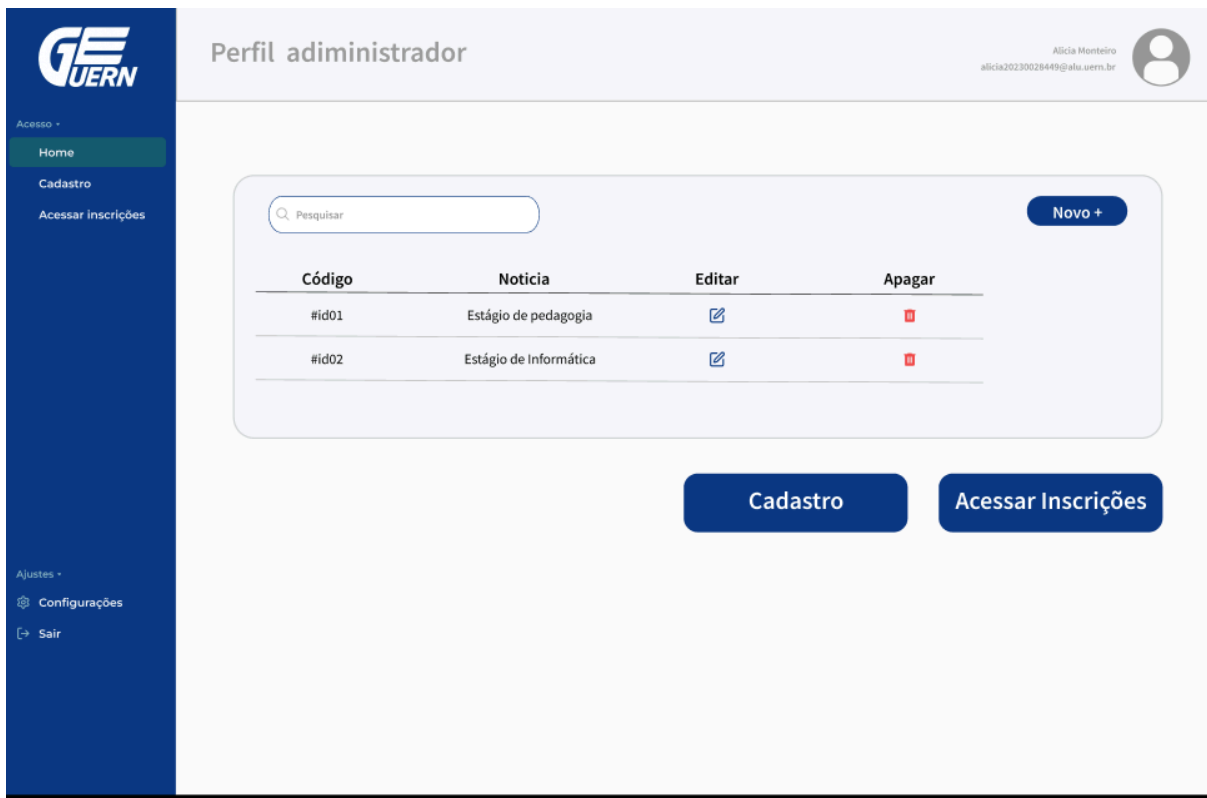 GE
UERN
Perfil adiministrador
Alicia Monteiro
alicia20230028449@alu.uern.br
Acesso
Home
Cadastro
Acessar inscrições
Pesquisar
Novo +
Código Noticia Editar Apagar
#id01 Estágio de pedagogia
#id02 Estágio de Informática
Cadastro Acessar Inscrições
Ajustes
Configurações
Sair